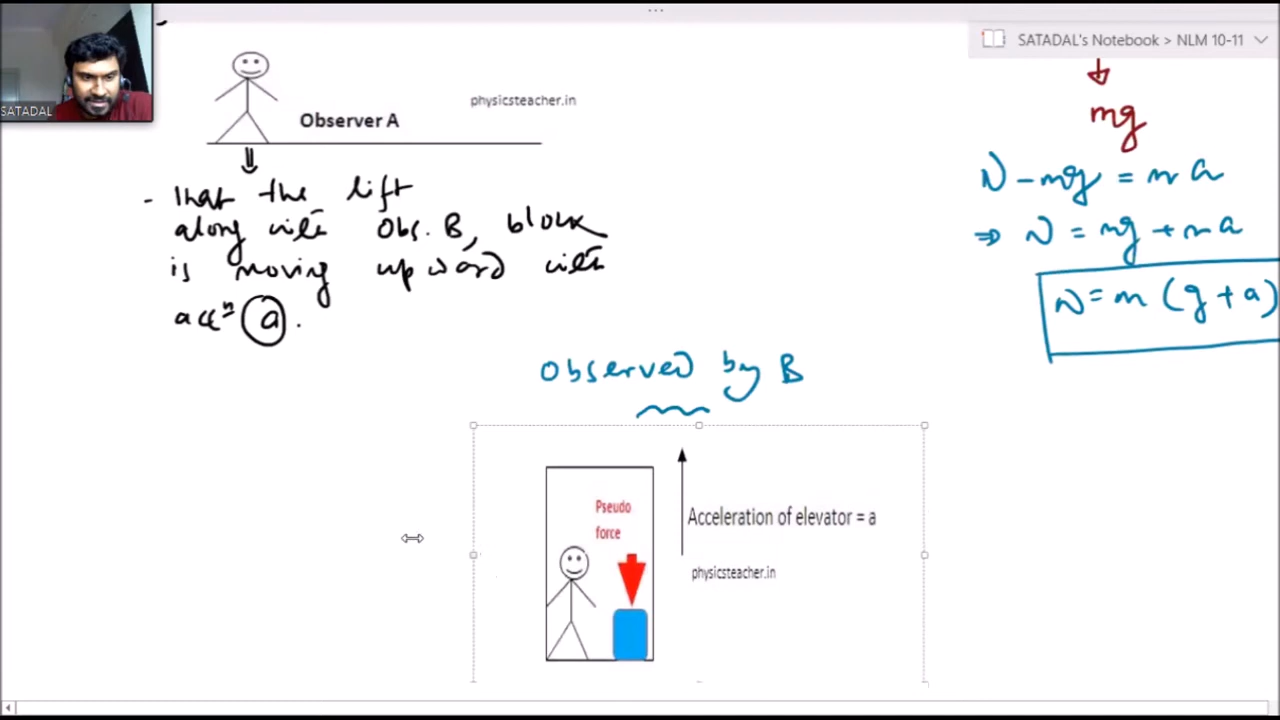 SATADAL
Observer A
physicsteacher.in
SATADAL's Notebook > NLM 10-11
- that the lift
along with Obs. B, block
is moving upward with
accⁿ a.
mg
N - mg = ma
⇒ N = mg + ma
N = m (g + a)
Observed by B
Pseudo
force
Acceleration of elevator = a
physicsteacher.in